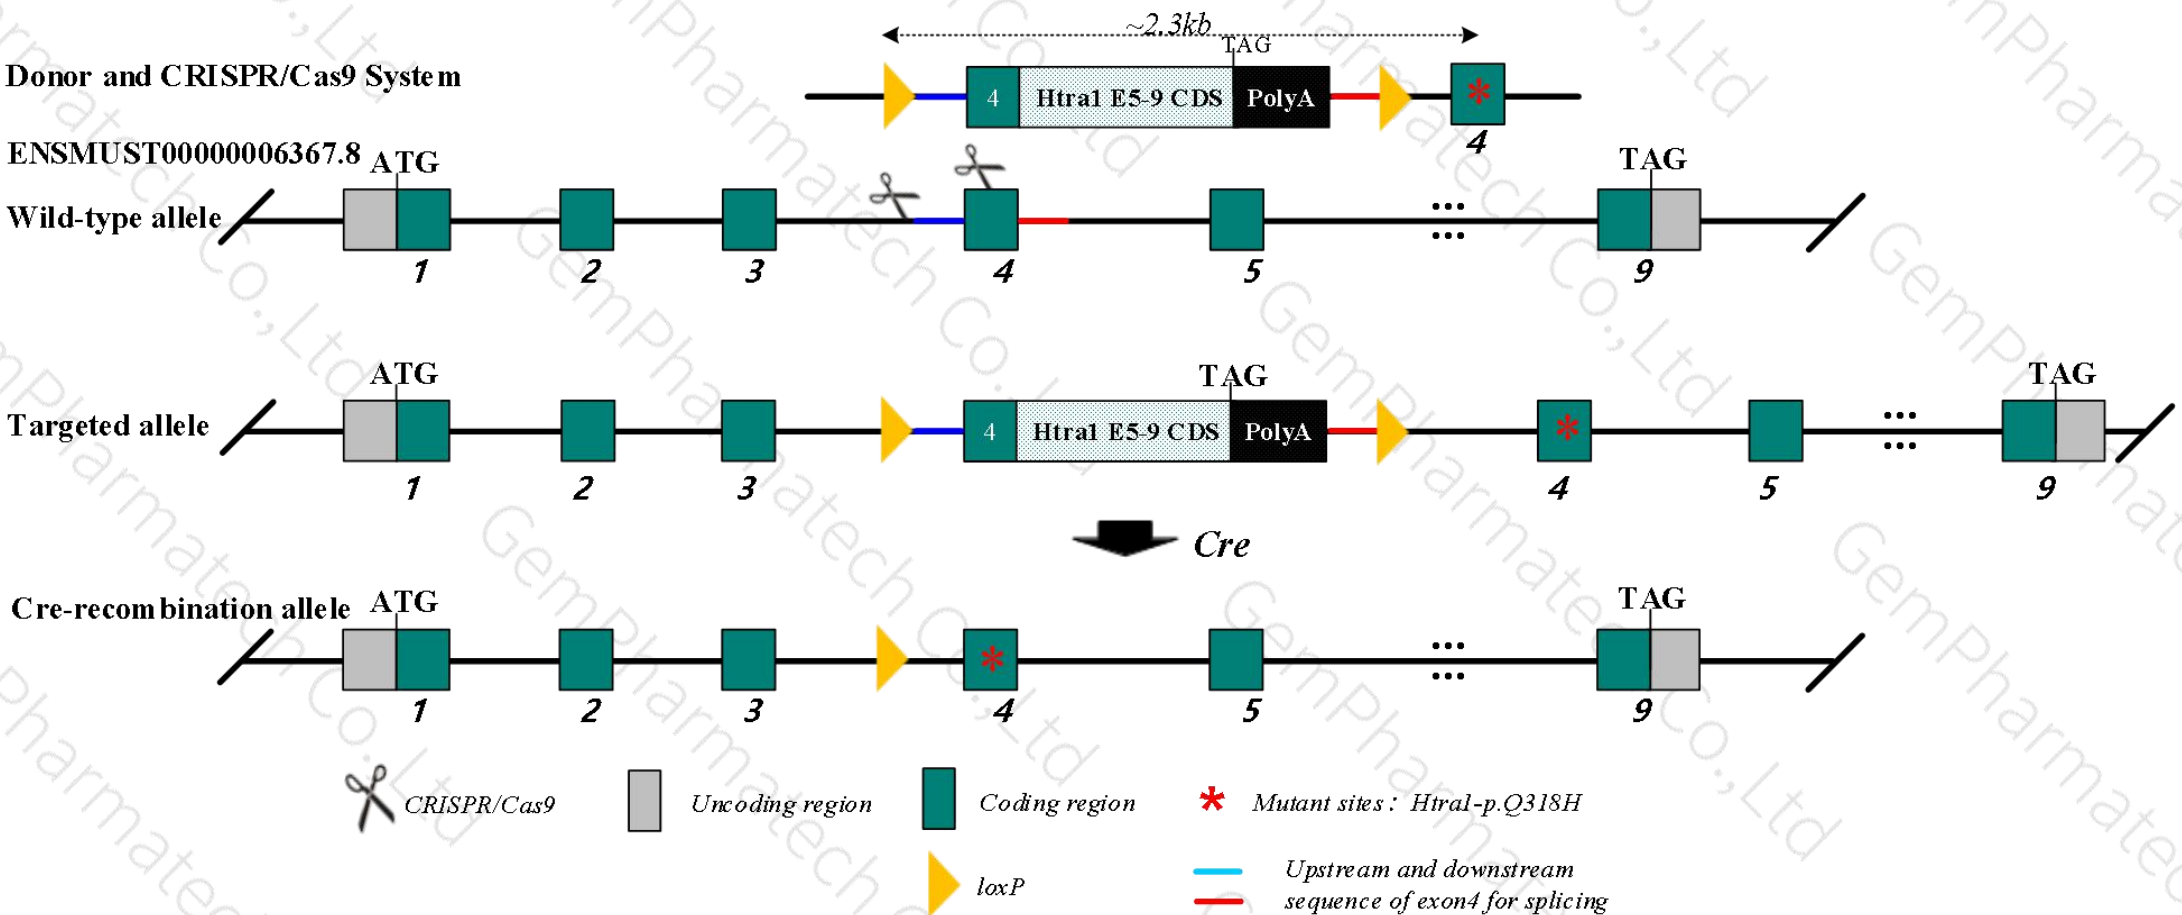 ~2.3kb
TAG
Donor and CRISPR/Cas9 System
4 Htra1 E5-9 CDS PolyA *
4
ENSMUST00000006367.8 ATG TAG
Wild-type allele
... ...
1 2 3 4 5 9
ATG TAG TAG
Targeted allele 4 Htra1 E5-9 CDS PolyA * ... ...
1 2 3 4 5 9
Cre
Cre-recombination allele ATG TAG
* ... ...
1 2 3 4 5 9
CRISPR/Cas9 Uncoding region Coding region * Mutant sites: Htra1-p.Q318H
loxP Upstream and downstream
sequence of exon4 for splicing
GemPharmatech Co.,Ltd